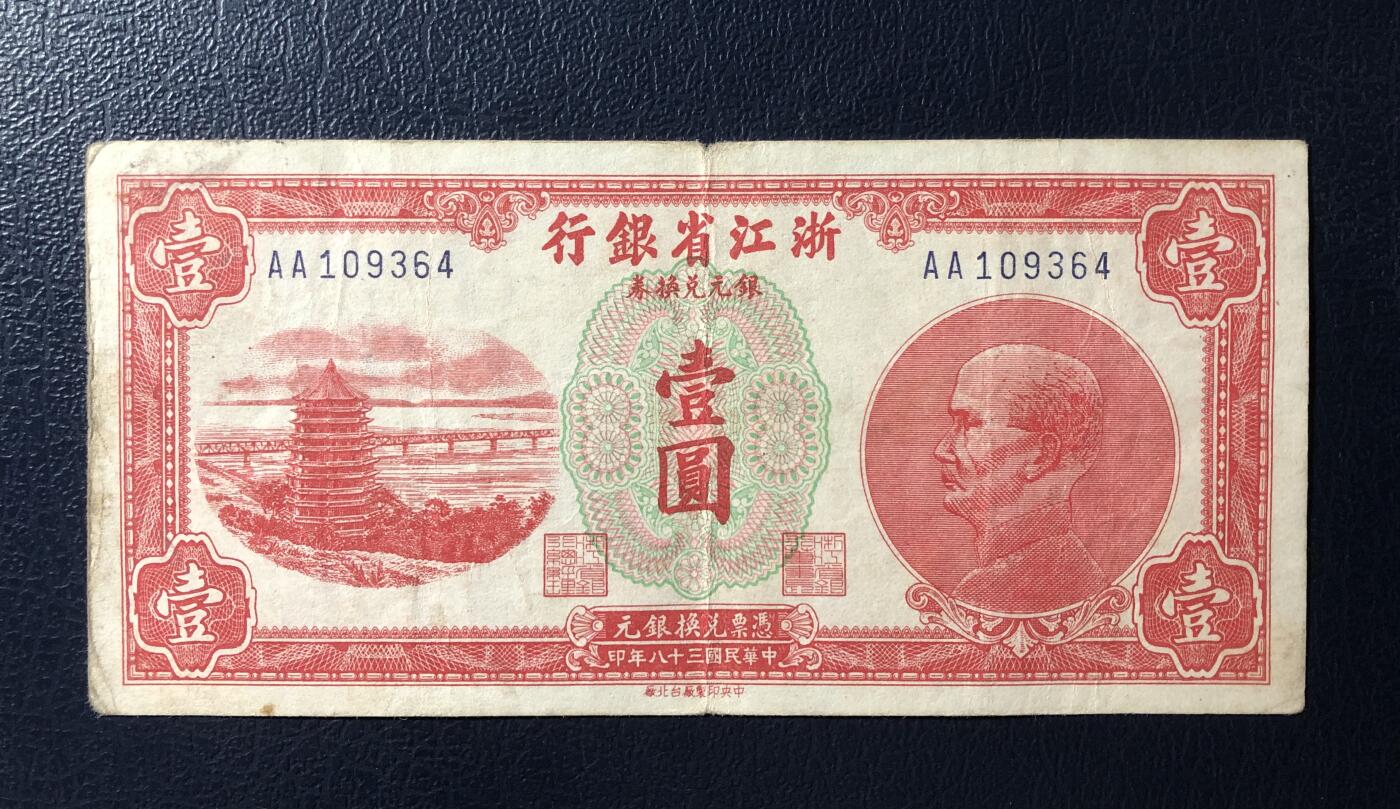 浙江省銀行
AA109364
AA109364
銀元兌換券
壹
壹
壹圓
壹
壹
憑票兌換銀元
中華民國三十八年印
中央印製廠台北廠